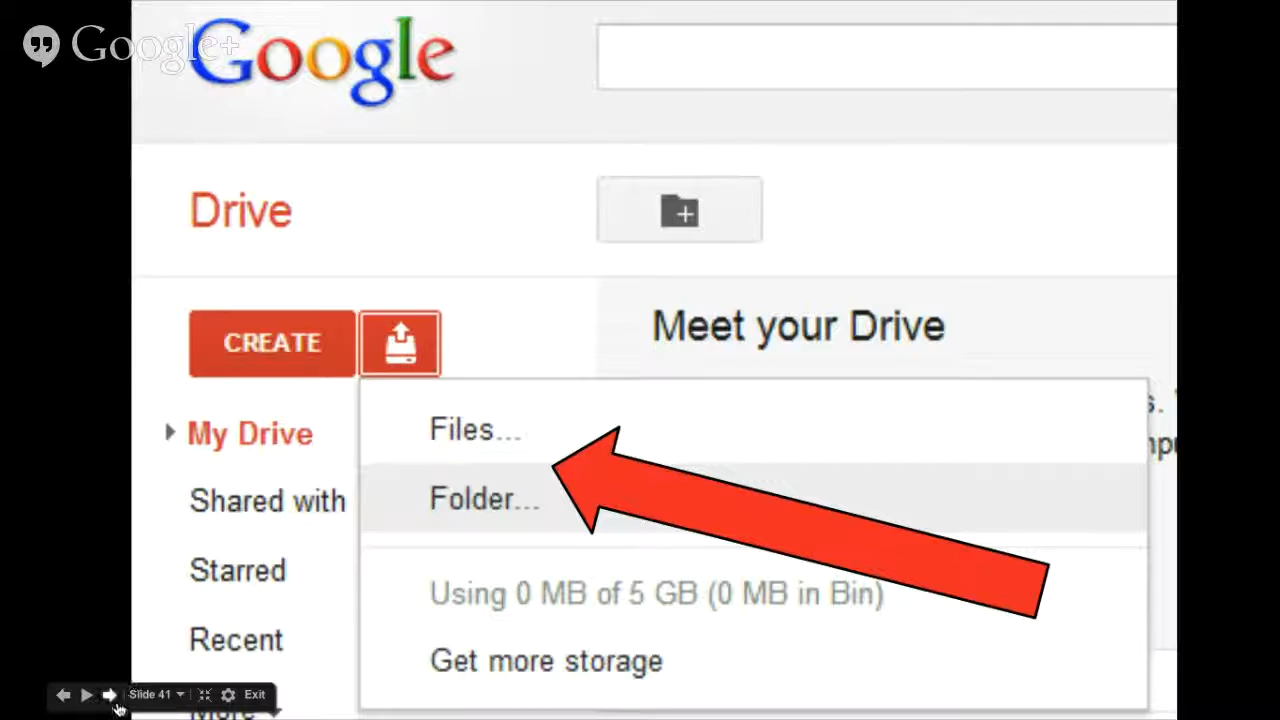 Google+
Google
Drive
CREATE
Meet your Drive
Files...
My Drive
Shared with
Folder...
Starred
Using 0 MB of 5 GB (0 MB in Bin)
Recent
Get more storage
Slide 41
Exit
More